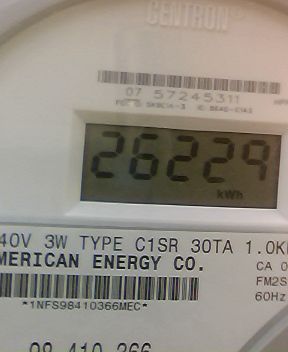 CENTRON
07 57245311
26229
kWh
40V 3W TYPE C1SR 30TA 1.0K
MERICAN ENERGY CO.
CA 0
FM2S
*1NFS98410366MEC*
60Hz
98 410 366